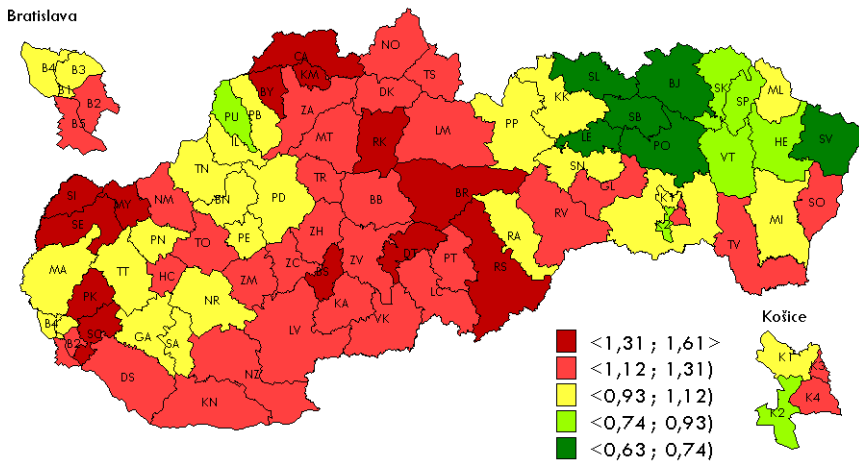 Bratislava
B4
B3
B1
B2
B5
CA
NO
KM
BY
TS
ZA
DK
PU
PB
MT
IL
RK
LM
PP
KK
SL
BJ
SB
LE
PO
SK
SP
ML
VT
HE
SV
TN
BN
PD
TR
BB
BR
SN
GL
RV
K1
K2
MI
SO
TV
SI
MY
SE
NM
PN
TO
PE
ZH
ZC
BS
ZV
DT
PT
RA
RS
MA
TT
HC
ZM
PK
NR
KA
LC
VK
LV
B4
SC
GA
SA
B2
DS
NZ
KN
Košice
K1
K3
K2
K4
<1,31 ; 1,61>
<1,12 ; 1,31)
<0,93 ; 1,12)
<0,74 ; 0,93)
<0,63 ; 0,74)